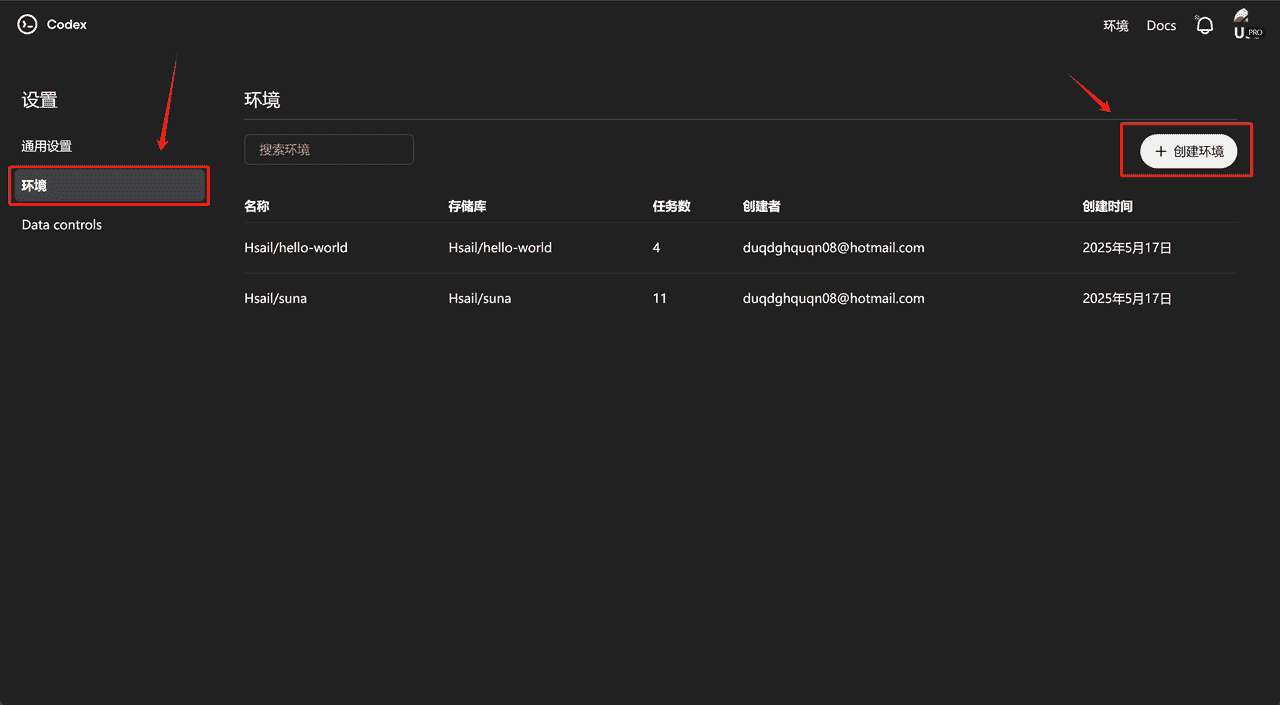 Codex
环境 Docs
U PRO
设置
通用设置
环境
Data controls
环境
搜索环境
创建环境
名称 存储库 任务数 创建者 创建时间
Hsail/hello-world Hsail/hello-world 4 duqdghquqn08@hotmail.com 2025年5月17日
Hsail/suna Hsail/suna 11 duqdghquqn08@hotmail.com 2025年5月17日